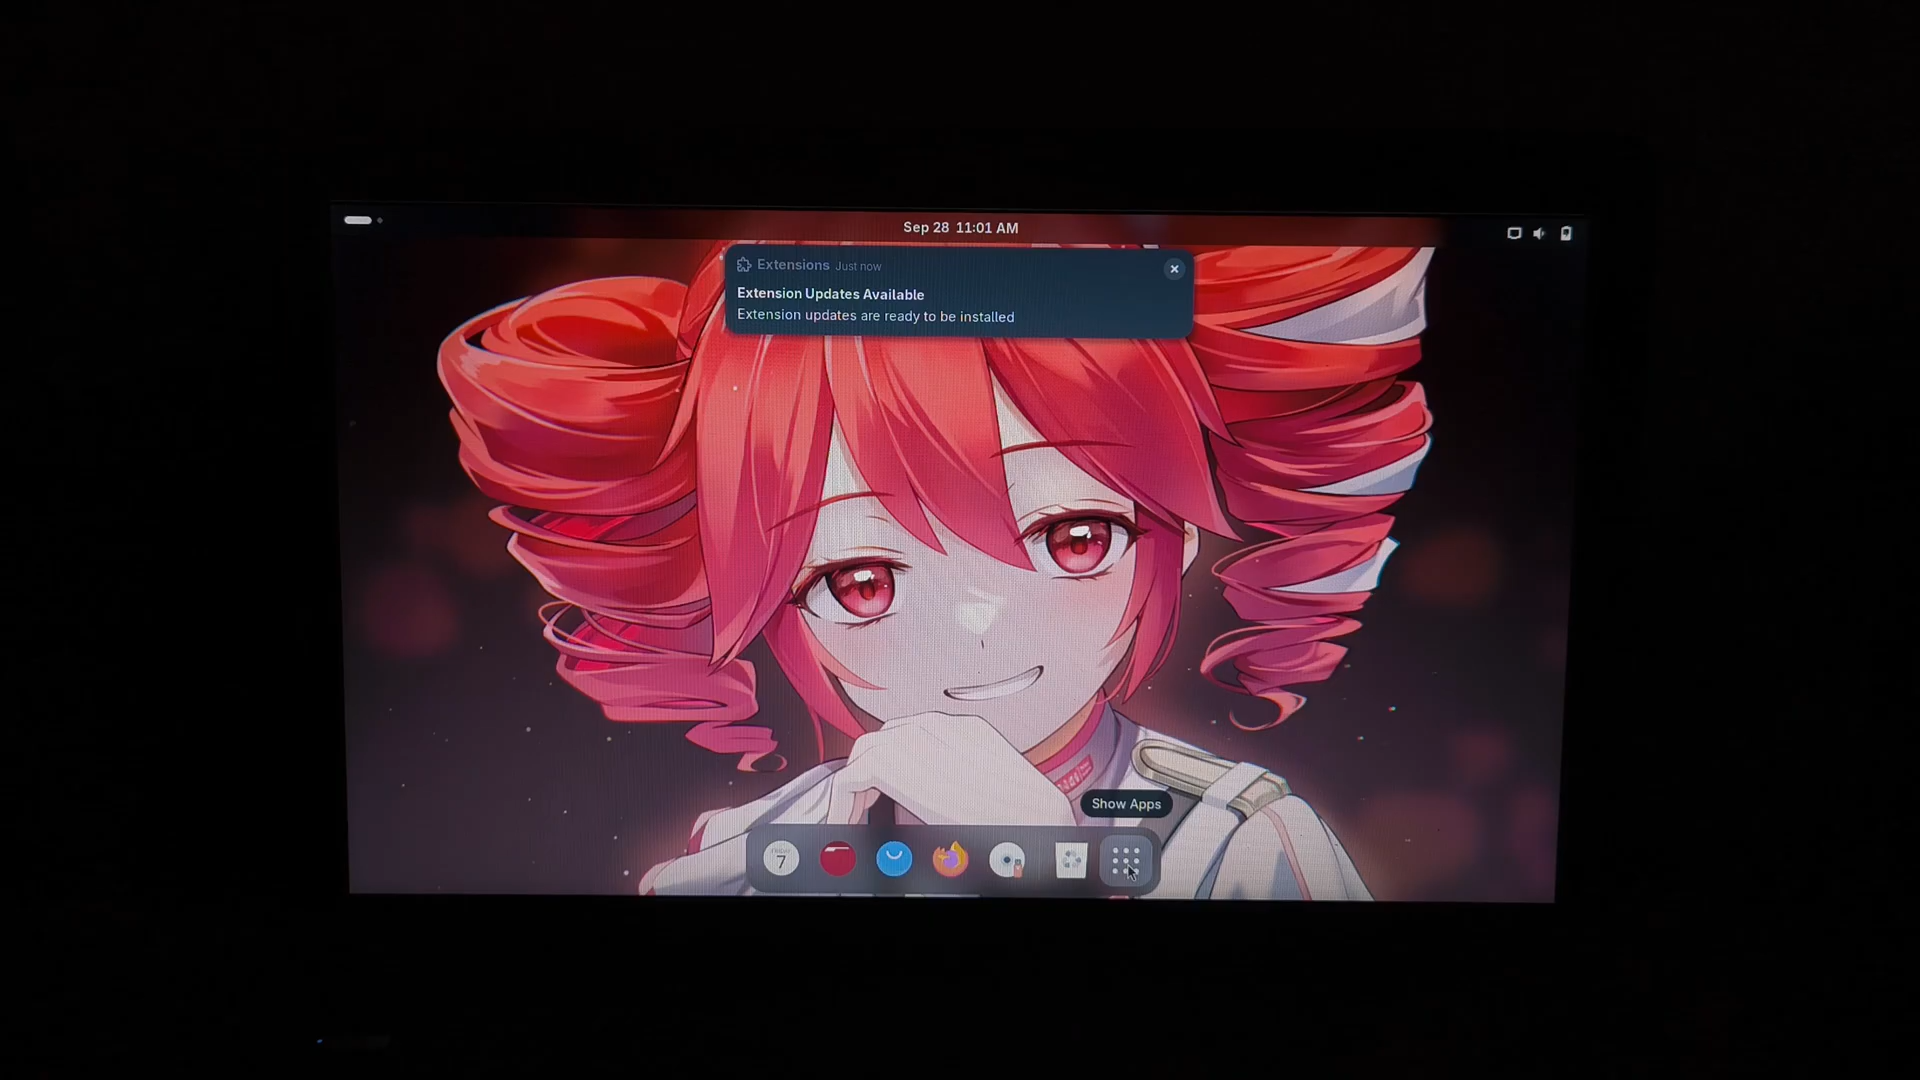 Sep 28 11:01 AM
Extensions Just now
Extension Updates Available
Extension updates are ready to be installed
Show Apps
7